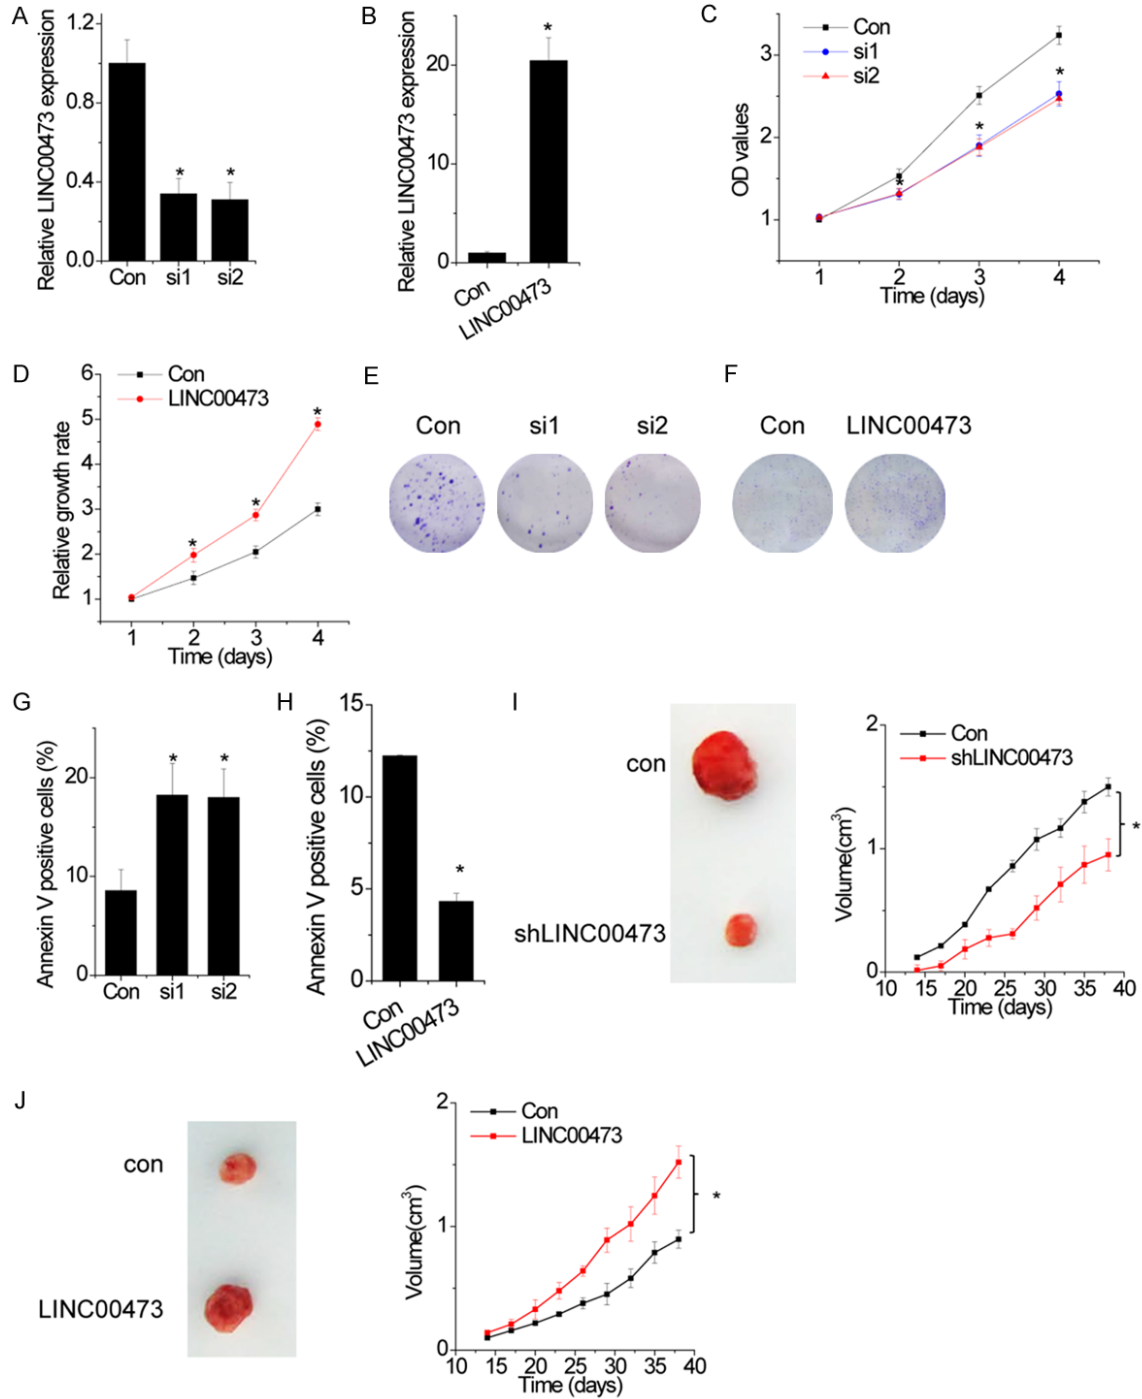 A
Relative LINC00473 expression
1.2
0.8
0.4
0.0
* *
Con si1 si2
B
Relative LINC00473 expression
20
10
0
*
Con
LINC00473
C
Con
si1
si2
OD values
3
2
1
* * *
1 2 3 4
Time (days)
D
Con
LINC00473
Relative growth rate
6
5
4
3
2
1
* * *
1 2 3 4
Time (days)
E
Con si1 si2
F
Con LINC00473
G
Annexin V positive cells (%)
20
10
0
* *
Con si1 si2
H
Annexin V positive cells (%)
15
10
5
0
*
Con
LINC00473
I
con
shLINC00473
Con
shLINC00473
Volume(cm³)
2
1
0
*
10 15 20 25 30 35 40
Time (days)
J
con
LINC00473
Con
LINC00473
Volume(cm³)
2
1
0
*
10 15 20 25 30 35 40
Time (days)